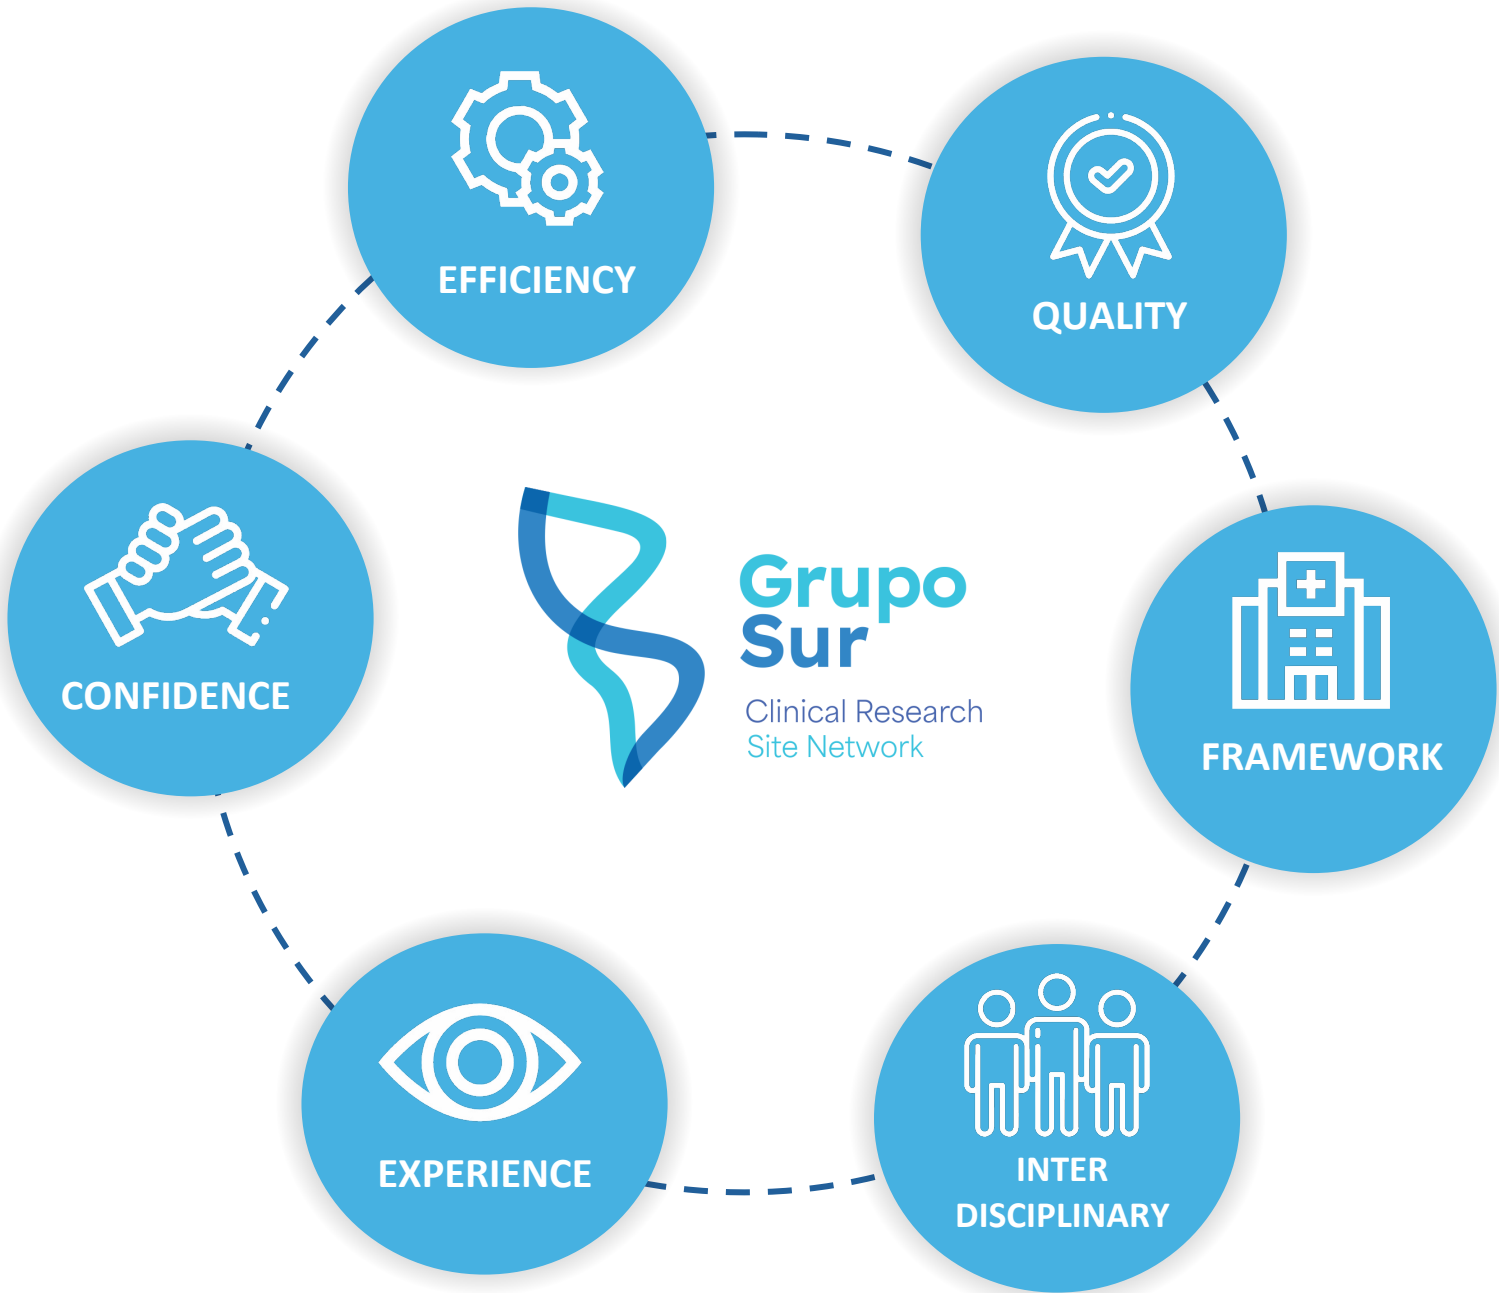 EFFICIENCY
QUALITY
CONFIDENCE
Grupo
Sur
Clinical Research
Site Network
FRAMEWORK
EXPERIENCE
INTER
DISCIPLINARY